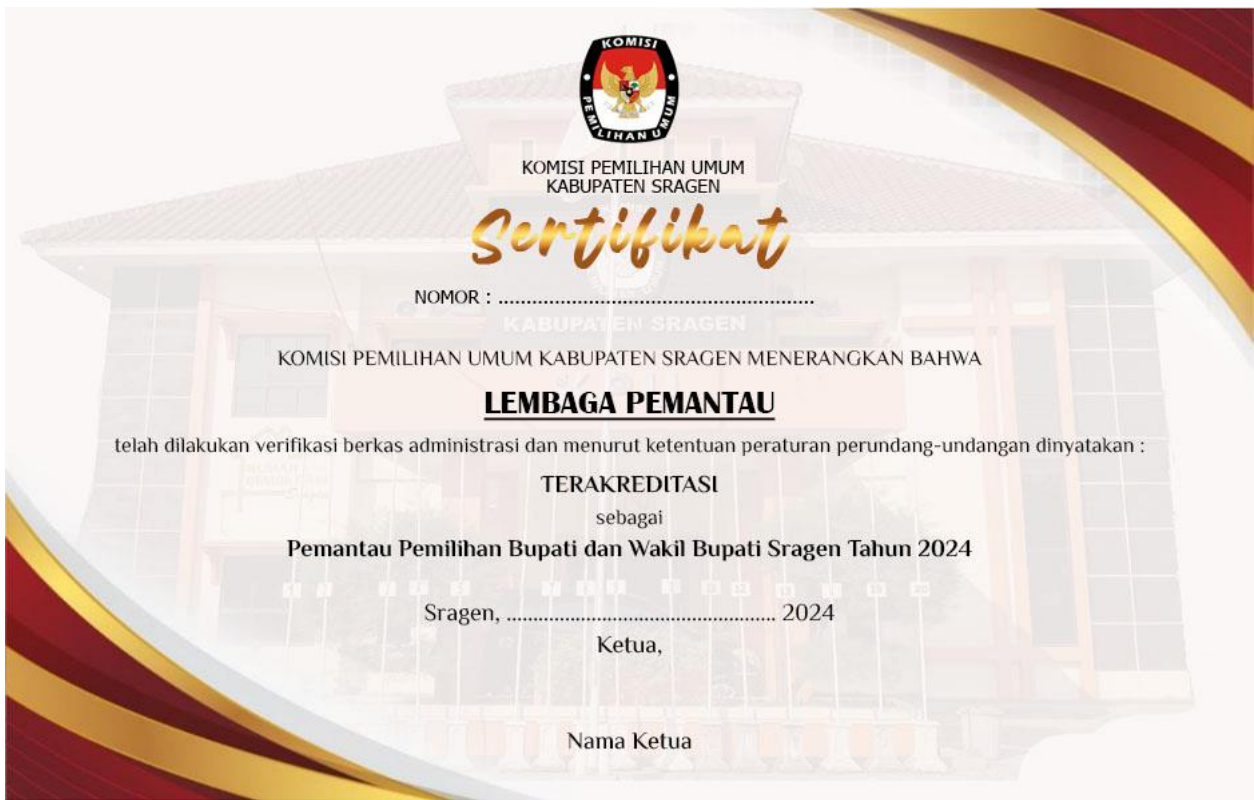 KOMISI
PEMILIHAN UMUM
KOMISI PEMILIHAN UMUM
KABUPATEN SRAGEN
Sertifikat
NOMOR : ........................................................
KABUPATEN SRAGEN
KOMISI PEMILIHAN UMUM KABUPATEN SRAGEN MENERANGKAN BAHWA
LEMBAGA PEMANTAU
telah dilakukan verifikasi berkas administrasi dan menurut ketentuan peraturan perundang-undangan dinyatakan :
TERAKREDITASI
sebagai
Pemantau Pemilihan Bupati dan Wakil Bupati Sragen Tahun 2024
Sragen, ................................................... 2024
Ketua,
Nama Ketua